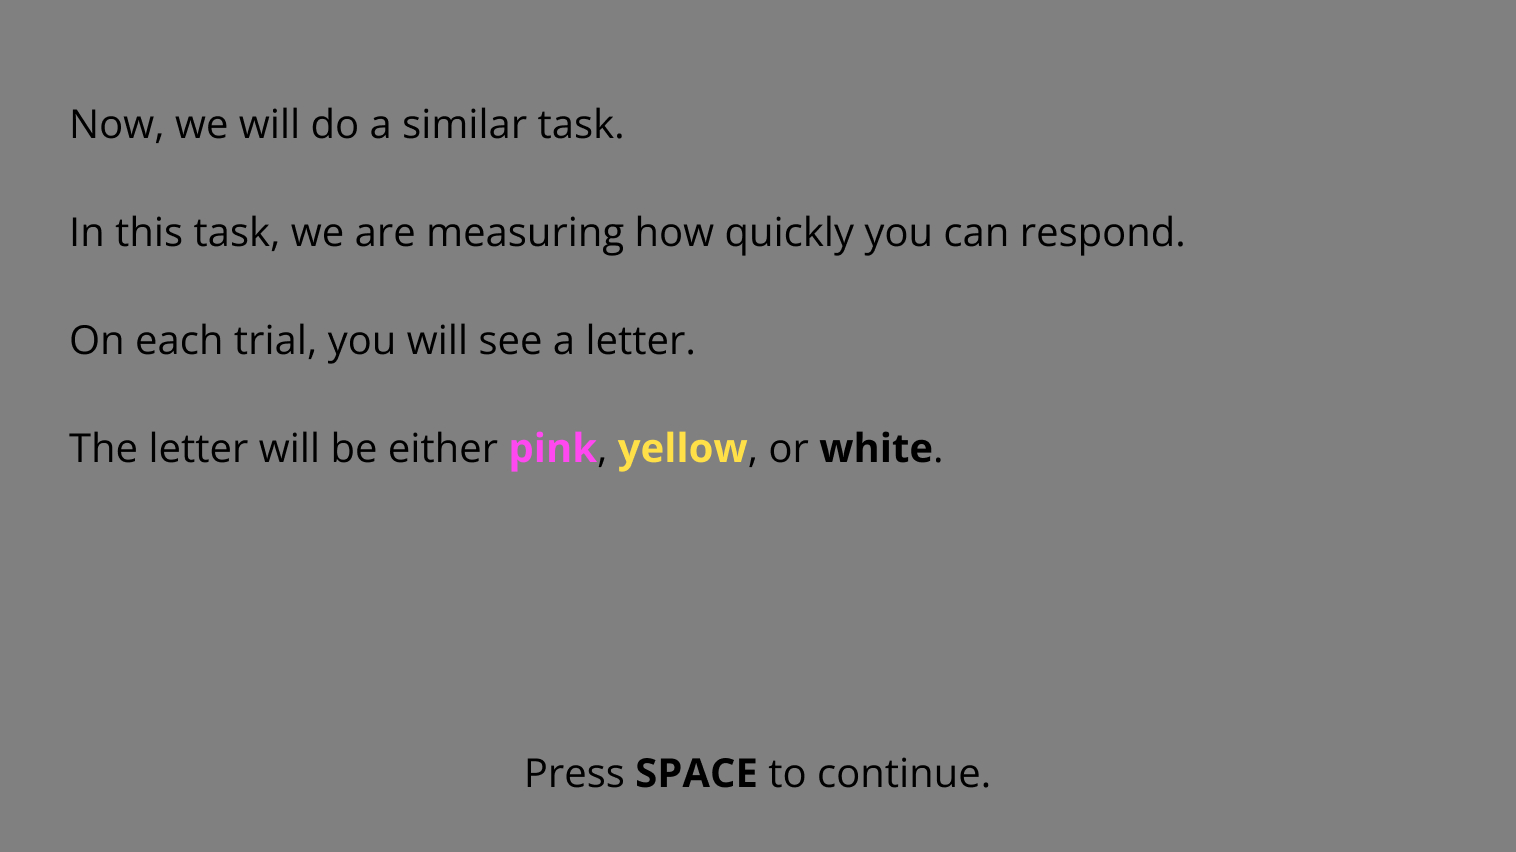 Now, we will do a similar task.
In this task, we are measuring how quickly you can respond.
On each trial, you will see a letter.
The letter will be either pink, yellow, or white.
Press SPACE to continue.